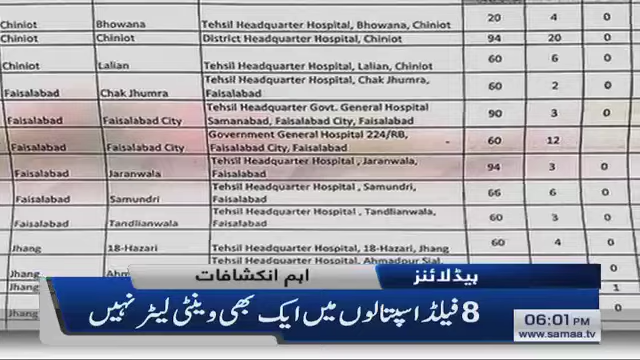 Chiniot Bhowana Tehsil Headquarter Hospital, Bhowana, Chiniot 20 4 0
Chiniot Chiniot District Headquarter Hospital, Chiniot 94 20 0
Chiniot Lalian Tehsil Headquarter Hospital, Lalian, Chiniot 60 6 0
Faisalabad Chak Jhumra Tehsil Headquarter Hospital, Chak Jhumra, Faisalabad 60 2 0
Faisalabad Faisalabad City Tehsil Headquarter Govt. General Hospital Samanabad, Faisalabad City, Faisalabad 90 3 0
Faisalabad Faisalabad City Government General Hospital 224/RB, Faisalabad City, Faisalabad - 60 12
Faisalabad Jaranwala Tehsil Headquarter Hospital , Jaranwala, Faisalabad 94 3 0
Faisalabad Samundri Tehsil Headquarter Hospital , Samundri, Faisalabad 66 6 0
Faisalabad Tandlianwala Tehsil Headquarter Hospital , Tandlianwala, Faisalabad 60 3 0
Jhang 18-Hazari Tehsil Headquarter Hospital, 18-Hazari, Jhang 60 4 0
Jhang Tehsil Headquarter Hospital, Ahmadpur Sial, 0
Jhang 1
ہیڈلائنز
اہم انکشافات
8 فیلڈ اسپتالوں میں ایک بھی وینٹی لیٹر نہیں
06:01 PM
www.samaa.tv